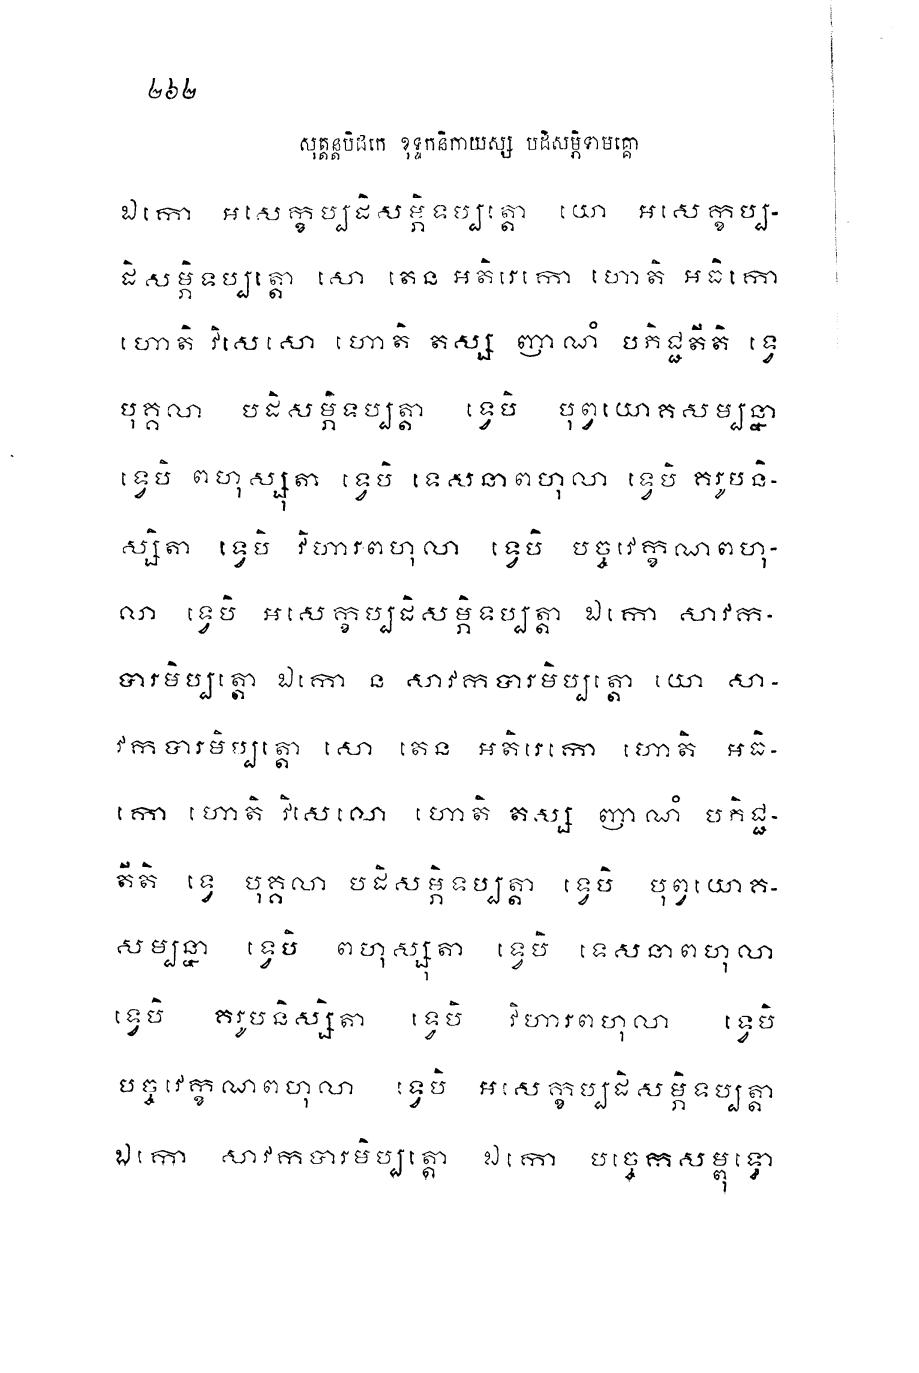 ២៦២
សុត្តន្តបិដកេ ខុទ្ទកនិកាយស្ស បដិសម្ភិទាមគ្គោ
ឯកោ អសេក្ខប្បដិសម្ភិទប្បត្តោ យោ អសេក្ខប្ប-
ដិសម្ភិទប្បត្តោ សោ តេន អតិរេកោ ហោតិ អធិកោ
ហោតិ វិសេសោ ហោតិ តស្ស ញាណំ បភិជ្ជតីតិ ទ្វេ
បុគ្គលា បដិសម្ភិទប្បត្តា ទ្វេបិ បុព្វយោគសម្បន្នា
ទ្វេបិ ពហុស្សុតា ទ្វេបិ ទេសនាពហុលា ទ្វេបិ គរូបនិ-
ស្សិតា ទ្វេបិ វិហារពហុលា ទ្វេបិ បច្ចវេក្ខណាពហុ-
លា ទ្វេបិ អសេក្ខប្បដិសម្ភិទប្បត្តា ឯកោ សាវក-
បារមិប្បត្តោ ឯកោ ន សាវកបារមិប្បត្តោ យោ សា-
វកបារមិប្បត្តោ សោ តេន អតិរេកោ ហោតិ អធិ-
កោ ហោតិ វិសេសោ ហោតិ តស្ស ញាណំ បភិជ្ជ-
តីតិ ទ្វេ បុគ្គលា បដិសម្ភិទប្បត្តា ទ្វេបិ បុព្វយោគ-
សម្បន្នា ទ្វេបិ ពហុស្សុតា ទ្វេបិ ទេសនាពហុលា
ទ្វេបិ គរូបនិស្សិតា ទ្វេបិ វិហារពហុលា ទ្វេបិ
បច្ចវេក្ខណាពហុលា ទ្វេបិ អសេក្ខប្បដិសម្ភិទប្បត្តា
ឯកោ សាវកបារមិប្បត្តោ ឯកោ បច្ចេកសម្ពុទ្ធោ